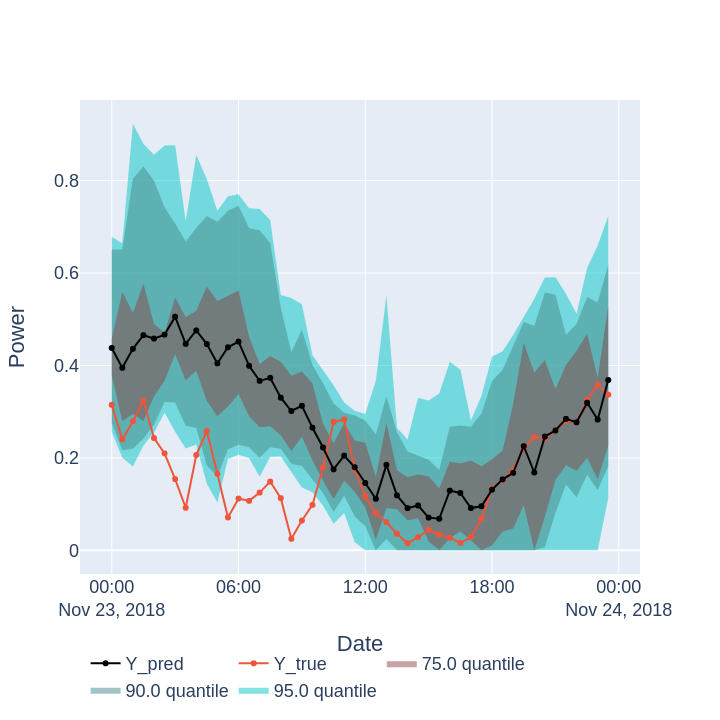 0.8
0.6
0.4
0.2
0
Power
00:00 06:00 12:00 18:00 00:00
Nov 23, 2018 Nov 24, 2018
Date
Y_pred Y_true 75.0 quantile
90.0 quantile 95.0 quantile